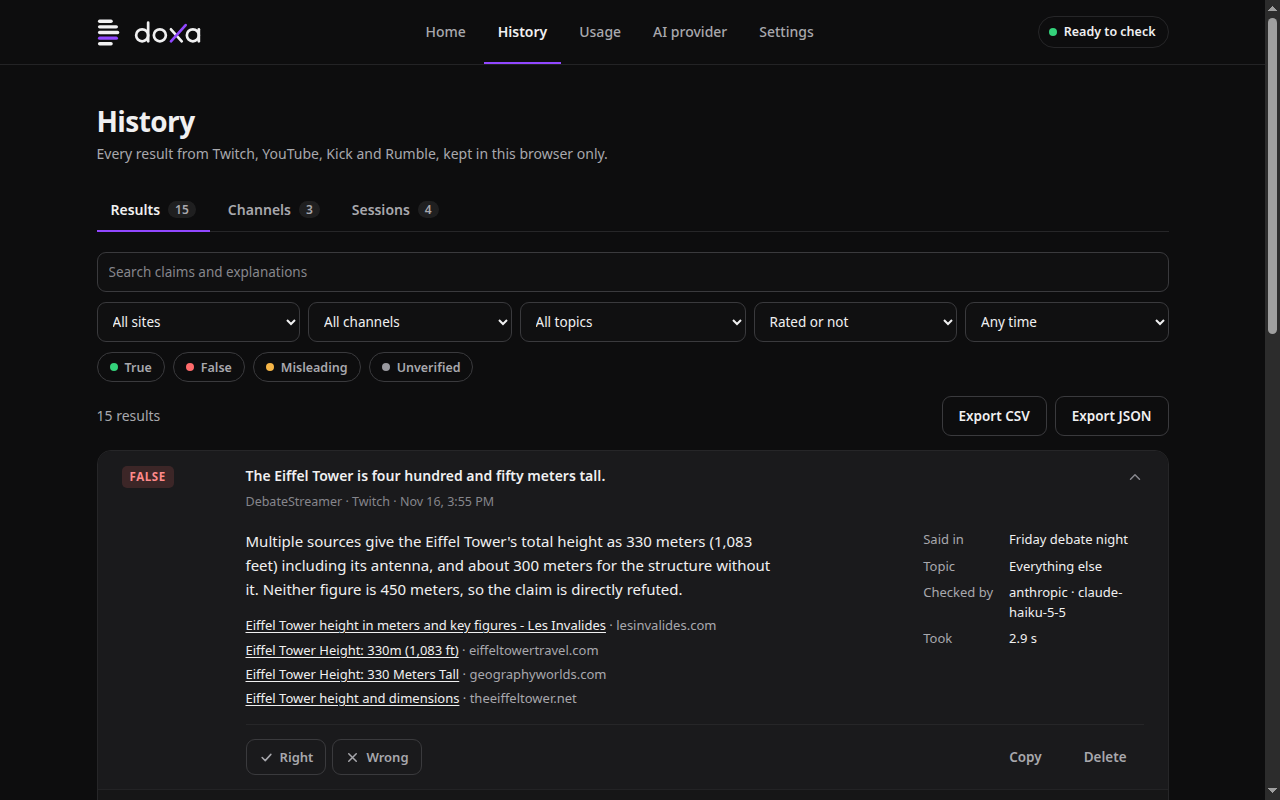 doxa
Home
History
Usage
AI provider
Settings
Ready to check
History
Every result from Twitch, YouTube, Kick and Rumble, kept in this browser only.
Results 15
Channels 3
Sessions 4
Search claims and explanations
All sites
All channels
All topics
Rated or not
Any time
True
False
Misleading
Unverified
15 results
Export CSV
Export JSON
FALSE
The Eiffel Tower is four hundred and fifty meters tall.
DebateStreamer · Twitch · Nov 16, 3:55 PM
Multiple sources give the Eiffel Tower's total height as 330 meters (1,083
feet) including its antenna, and about 300 meters for the structure without
it. Neither figure is 450 meters, so the claim is directly refuted.
Eiffel Tower height in meters and key figures - Les Invalides · lesinvalides.com
Eiffel Tower Height: 330m (1,083 ft) · eiffeltowertravel.com
Eiffel Tower Height: 330 Meters Tall · geographyworlds.com
Eiffel Tower height and dimensions · theeiffeltower.net
Said in Friday debate night
Topic Everything else
Checked by anthropic · claude-
haiku-5-5
Took 2.9 s
Right
Wrong
Copy
Delete